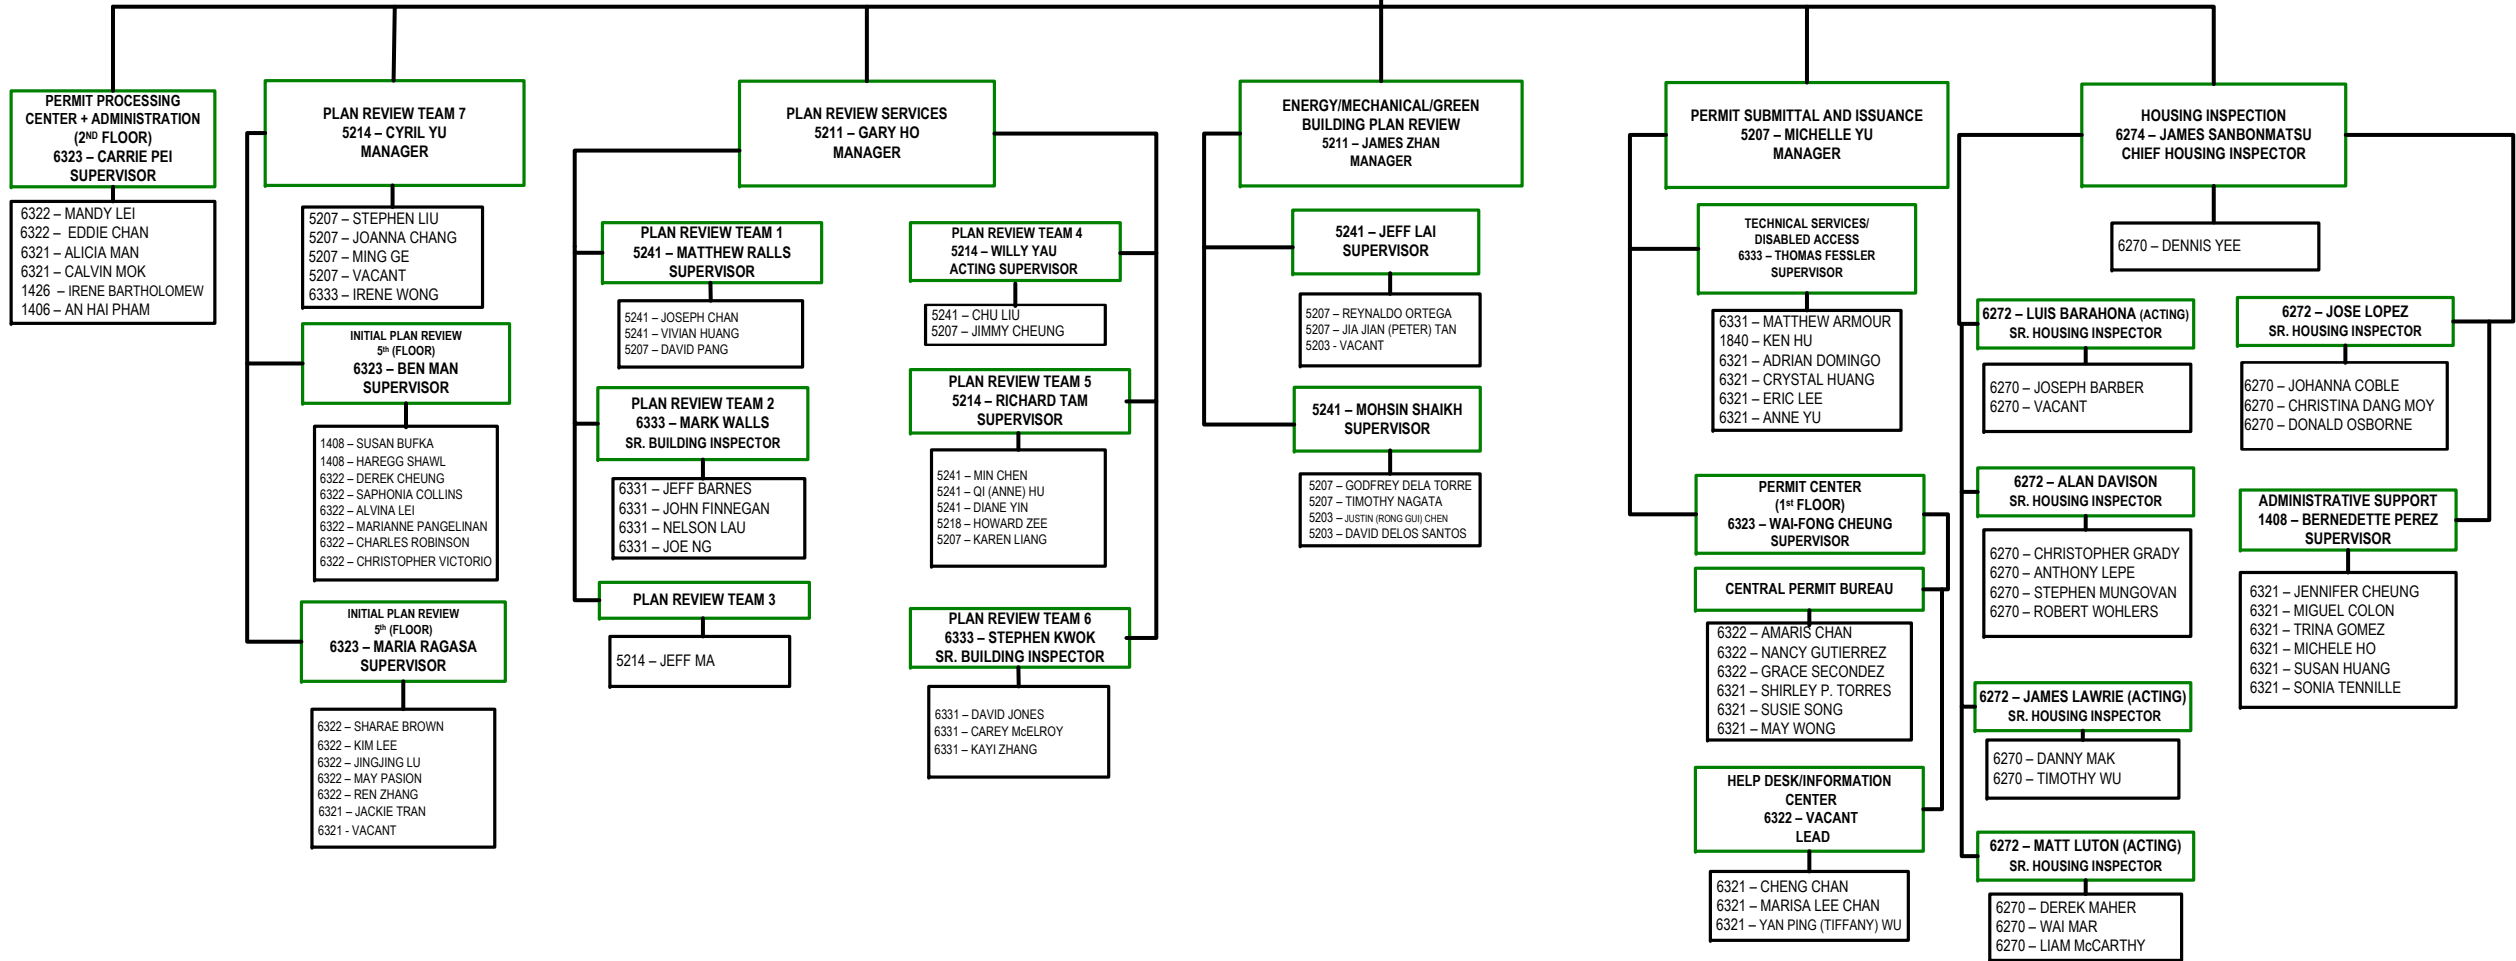 PERMIT PROCESSING
CENTER + ADMINISTRATION
(2ND FLOOR)
6323 – CARRIE PEI
SUPERVISOR
6322 – MANDY LEI
6322 – EDDIE CHAN
6321 – ALICIA MAN
6321 – CALVIN MOK
1426 – IRENE BARTHOLOMEW
1406 – AN HAI PHAM
PLAN REVIEW TEAM 7
5214 – CYRIL YU
MANAGER
5207 – STEPHEN LIU
5207 – JOANNA CHANG
5207 – MING GE
5207 – VACANT
6333 – IRENE WONG
INITIAL PLAN REVIEW
5th (FLOOR)
6323 – BEN MAN
SUPERVISOR
1408 – SUSAN BUFKA
1408 – HAREGG SHAWL
6322 – DEREK CHEUNG
6322 – SAPHONIA COLLINS
6322 – ALVINA LEI
6322 – MARIANNE PANGELINAN
6322 – CHARLES ROBINSON
6322 – CHRISTOPHER VICTORIO
INITIAL PLAN REVIEW
5th (FLOOR)
6323 – MARIA RAGASA
SUPERVISOR
6322 – SHARAE BROWN
6322 – KIM LEE
6322 – JINGJING LU
6322 – MAY PASION
6322 – REN ZHANG
6321 – JACKIE TRAN
6321 - VACANT
PLAN REVIEW SERVICES
5211 – GARY HO
MANAGER
PLAN REVIEW TEAM 1
5241 – MATTHEW RALLS
SUPERVISOR
5241 – JOSEPH CHAN
5241 – VIVIAN HUANG
5207 – DAVID PANG
PLAN REVIEW TEAM 2
6333 – MARK WALLS
SR. BUILDING INSPECTOR
6331 – JEFF BARNES
6331 – JOHN FINNEGAN
6331 – NELSON LAU
6331 – JOE NG
PLAN REVIEW TEAM 3
5214 – JEFF MA
PLAN REVIEW TEAM 4
5214 – WILLY YAU
ACTING SUPERVISOR
5241 – CHU LIU
5207 – JIMMY CHEUNG
PLAN REVIEW TEAM 5
5214 – RICHARD TAM
SUPERVISOR
5241 – MIN CHEN
5241 – QI (ANNE) HU
5241 – DIANE YIN
5218 – HOWARD ZEE
5207 – KAREN LIANG
PLAN REVIEW TEAM 6
6333 – STEPHEN KWOK
SR. BUILDING INSPECTOR
6331 – DAVID JONES
6331 – CAREY McELROY
6331 – KAYI ZHANG
ENERGY/MECHANICAL/GREEN
BUILDING PLAN REVIEW
5211 – JAMES ZHAN
MANAGER
5241 – JEFF LAI
SUPERVISOR
5207 – REYNALDO ORTEGA
5207 – JIA JIAN (PETER) TAN
5203 - VACANT
5241 – MOHSIN SHAIKH
SUPERVISOR
5207 – GODFREY DELA TORRE
5207 – TIMOTHY NAGATA
5203 – JUSTIN (RONG GUI) CHEN
5203 – DAVID DELOS SANTOS
PERMIT SUBMITTAL AND ISSUANCE
5207 – MICHELLE YU
MANAGER
TECHNICAL SERVICES/
DISABLED ACCESS
6333 – THOMAS FESSLER
SUPERVISOR
6331 – MATTHEW ARMOUR
1840 – KEN HU
6321 – ADRIAN DOMINGO
6321 – CRYSTAL HUANG
6321 – ERIC LEE
6321 – ANNE YU
PERMIT CENTER
(1st FLOOR)
6323 – WAI-FONG CHEUNG
SUPERVISOR
CENTRAL PERMIT BUREAU
6322 – AMARIS CHAN
6322 – NANCY GUTIERREZ
6322 – GRACE SECONDEZ
6321 – SHIRLEY P. TORRES
6321 – SUSIE SONG
6321 – MAY WONG
HELP DESK/INFORMATION
CENTER
6322 – VACANT
LEAD
6321 – CHENG CHAN
6321 – MARISA LEE CHAN
6321 – YAN PING (TIFFANY) WU
HOUSING INSPECTION
6274 – JAMES SANBONMATSU
CHIEF HOUSING INSPECTOR
6270 – DENNIS YEE
6272 – LUIS BARAHONA (ACTING)
SR. HOUSING INSPECTOR
6270 – JOSEPH BARBER
6270 – VACANT
6272 – ALAN DAVISON
SR. HOUSING INSPECTOR
6270 – CHRISTOPHER GRADY
6270 – ANTHONY LEPE
6270 – STEPHEN MUNGOVAN
6270 – ROBERT WOHLERS
6272 – JAMES LAWRIE (ACTING)
SR. HOUSING INSPECTOR
6270 – DANNY MAK
6270 – TIMOTHY WU
6272 – MATT LUTON (ACTING)
SR. HOUSING INSPECTOR
6270 – DEREK MAHER
6270 – WAI MAR
6270 – LIAM McCARTHY
6272 – JOSE LOPEZ
SR. HOUSING INSPECTOR
6270 – JOHANNA COBLE
6270 – CHRISTINA DANG MOY
6270 – DONALD OSBORNE
ADMINISTRATIVE SUPPORT
1408 – BERNEDETTE PEREZ
SUPERVISOR
6321 – JENNIFER CHEUNG
6321 – MIGUEL COLON
6321 – TRINA GOMEZ
6321 – MICHELE HO
6321 – SUSAN HUANG
6321 – SONIA TENNILLE